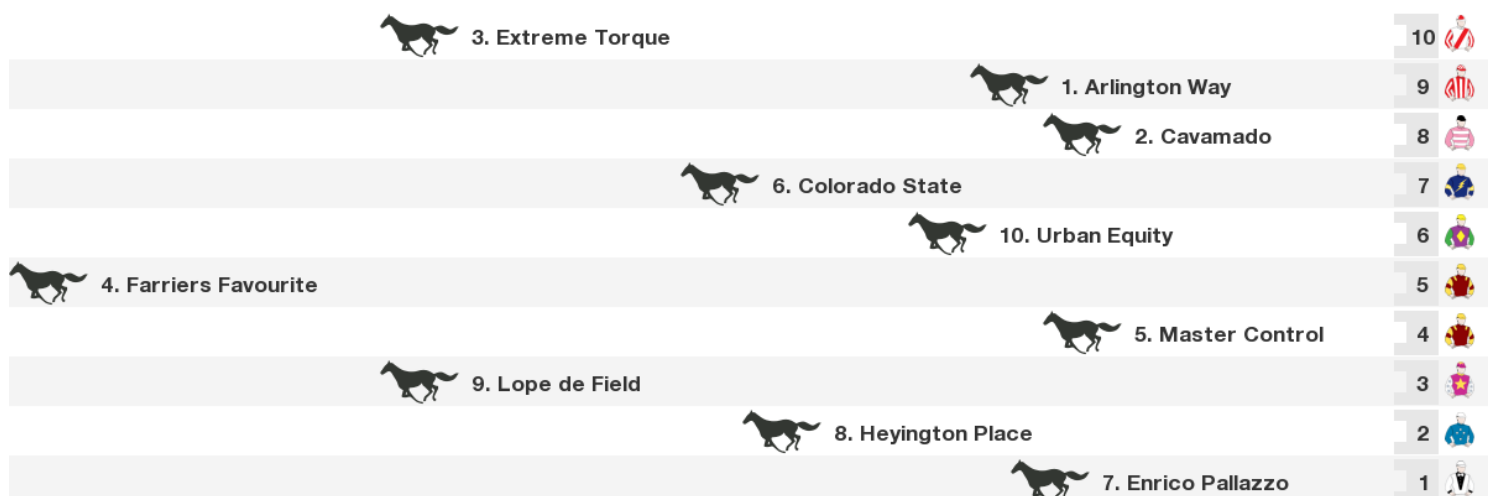 3. Extreme Torque 10
1. Arlington Way 9
2. Cavamado 8
6. Colorado State 7
10. Urban Equity 6
4. Farriers Favourite 5
5. Master Control 4
9. Lope de Field 3
8. Heyington Place 2
7. Enrico Pallazzo 1